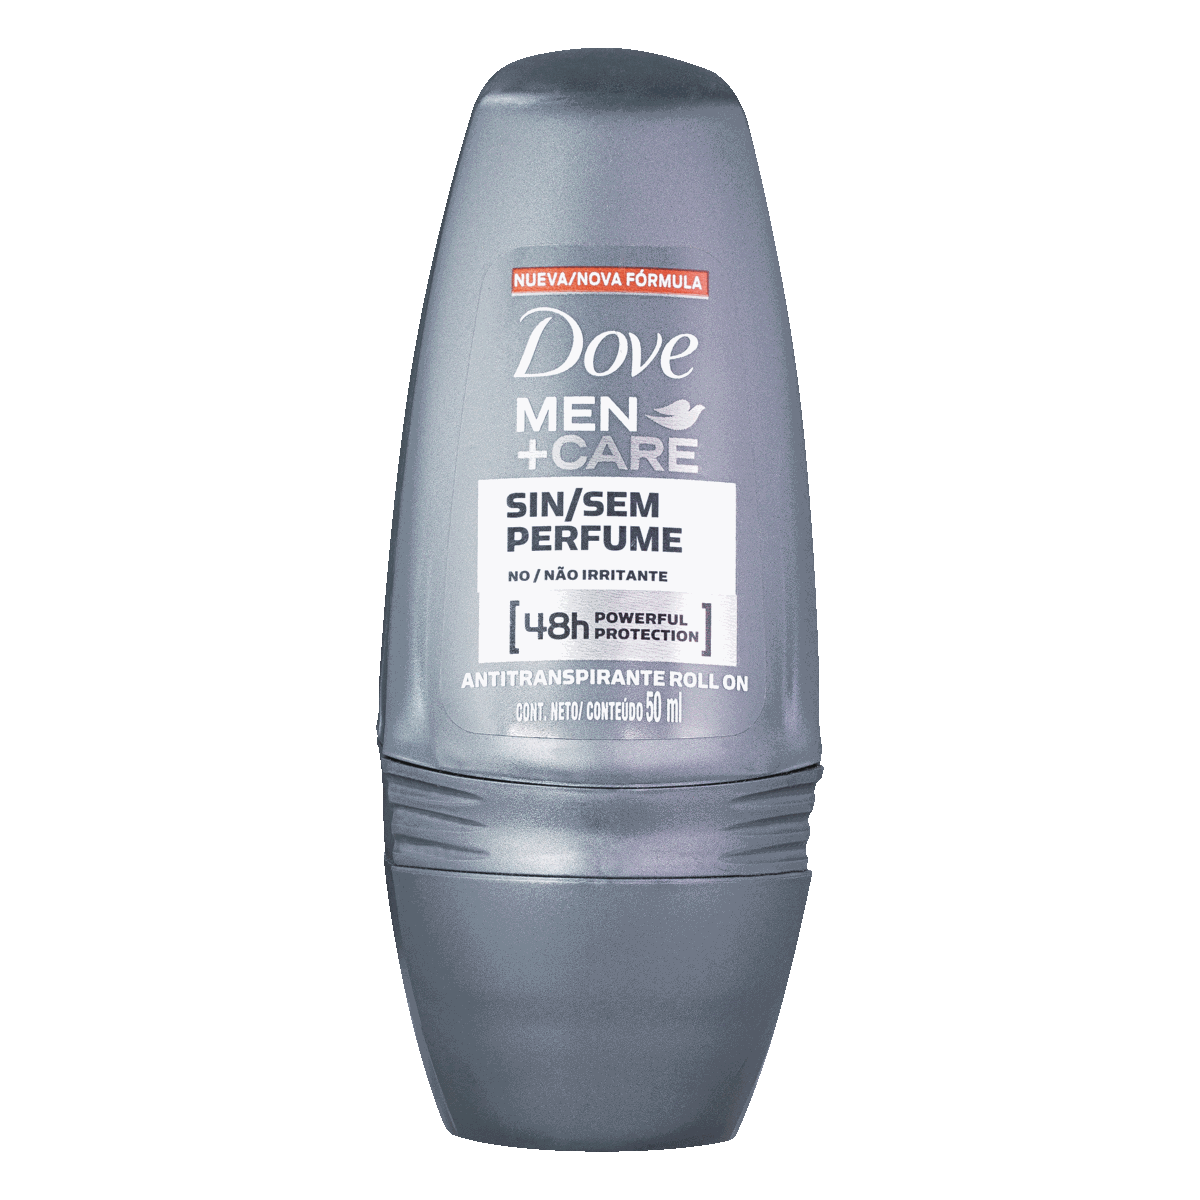 NUEVA/NOVA FÓRMULA
Dove
MEN
+CARE
SIN/SEM
PERFUME
NO / NÃO IRRITANTE
[48h POWERFUL
PROTECTION]
ANTITRANSPIRANTE ROLL ON
CONT. NETO/ CONTEÚDO 50 ml